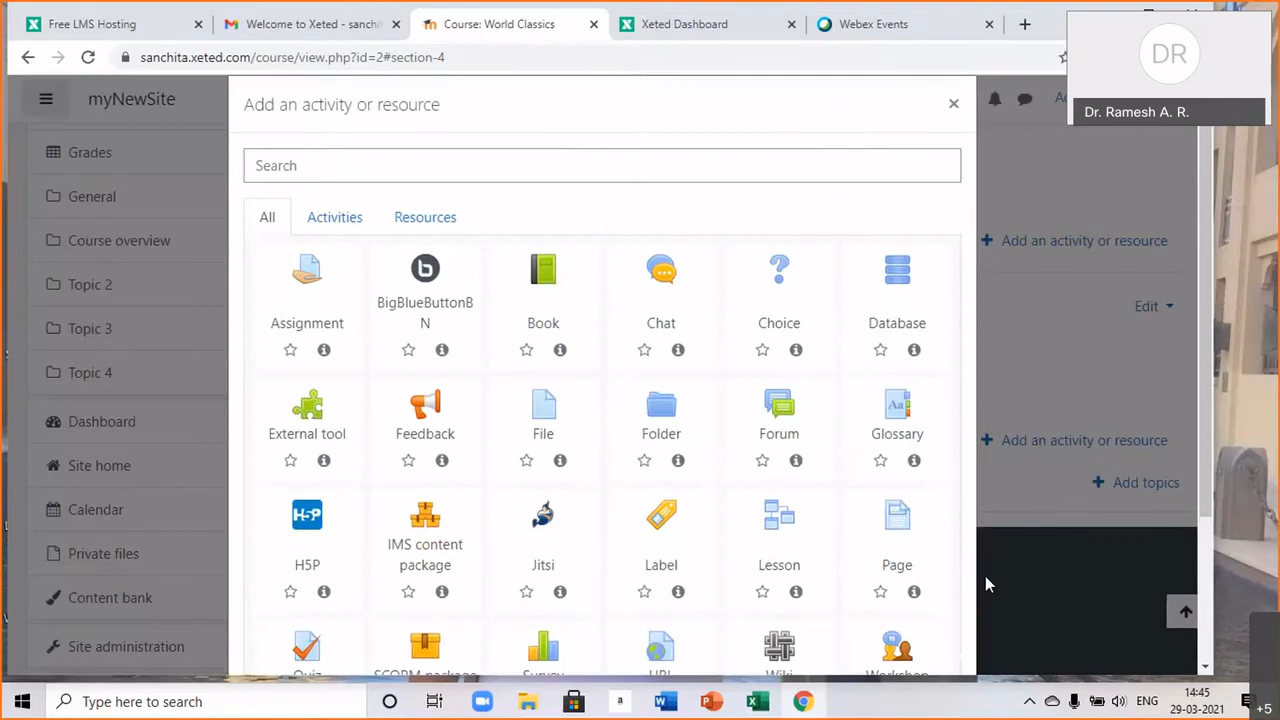 Free LMS Hosting
Welcome to Xeted - sanchit
Course: World Classics
Xeted Dashboard
Webex Events
sanchita.xeted.com/course/view.php?id=2#section-4
DR
Dr. Ramesh A. R.
myNewSite
Add an activity or resource
Search
All
Activities
Resources
Grades
General
Course overview
Topic 2
Topic 3
Topic 4
Dashboard
Site home
Calendar
Private files
Content bank
Site administration
Assignment
BigBlueButtonB
N
Book
Chat
Choice
Database
External tool
Feedback
File
Folder
Forum
Glossary
H5P
H5P
IMS content
package
Jitsi
Label
Lesson
Page
Quiz
SCORM package
Survey
URL
Wiki
Workshop
Add an activity or resource
Edit
Add an activity or resource
Add topics
Type here to search
ENG
14:45
29-03-2021
+5